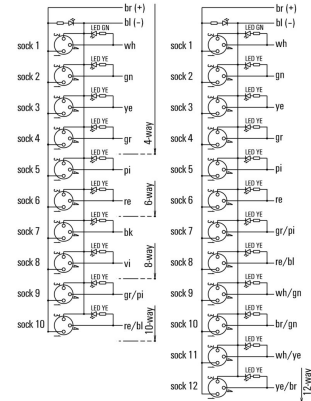 br (+)
bl (−)
LED GN
sock 1 wh
LED YE
sock 2 gn
LED YE
sock 3 ye
LED YE
sock 4 gr
4-way
LED YE
sock 5 pi
LED YE
sock 6 re
6-way
LED YE
sock 7 bk
LED YE
sock 8 vi
8-way
LED YE
sock 9 gr/pi
LED YE
sock 10 re/bl
10-way
br (+)
bl (−)
LED GN
sock 1 wh
LED YE
sock 2 gn
LED YE
sock 3 ye
LED YE
sock 4 gr
LED YE
sock 5 pi
LED YE
sock 6 re
LED YE
sock 7 gr/pi
LED YE
sock 8 re/bl
LED YE
sock 9 wh/gn
LED YE
sock 10 br/gn
LED YE
sock 11 wh/ye
LED YE
sock 12 ye/br
12-way